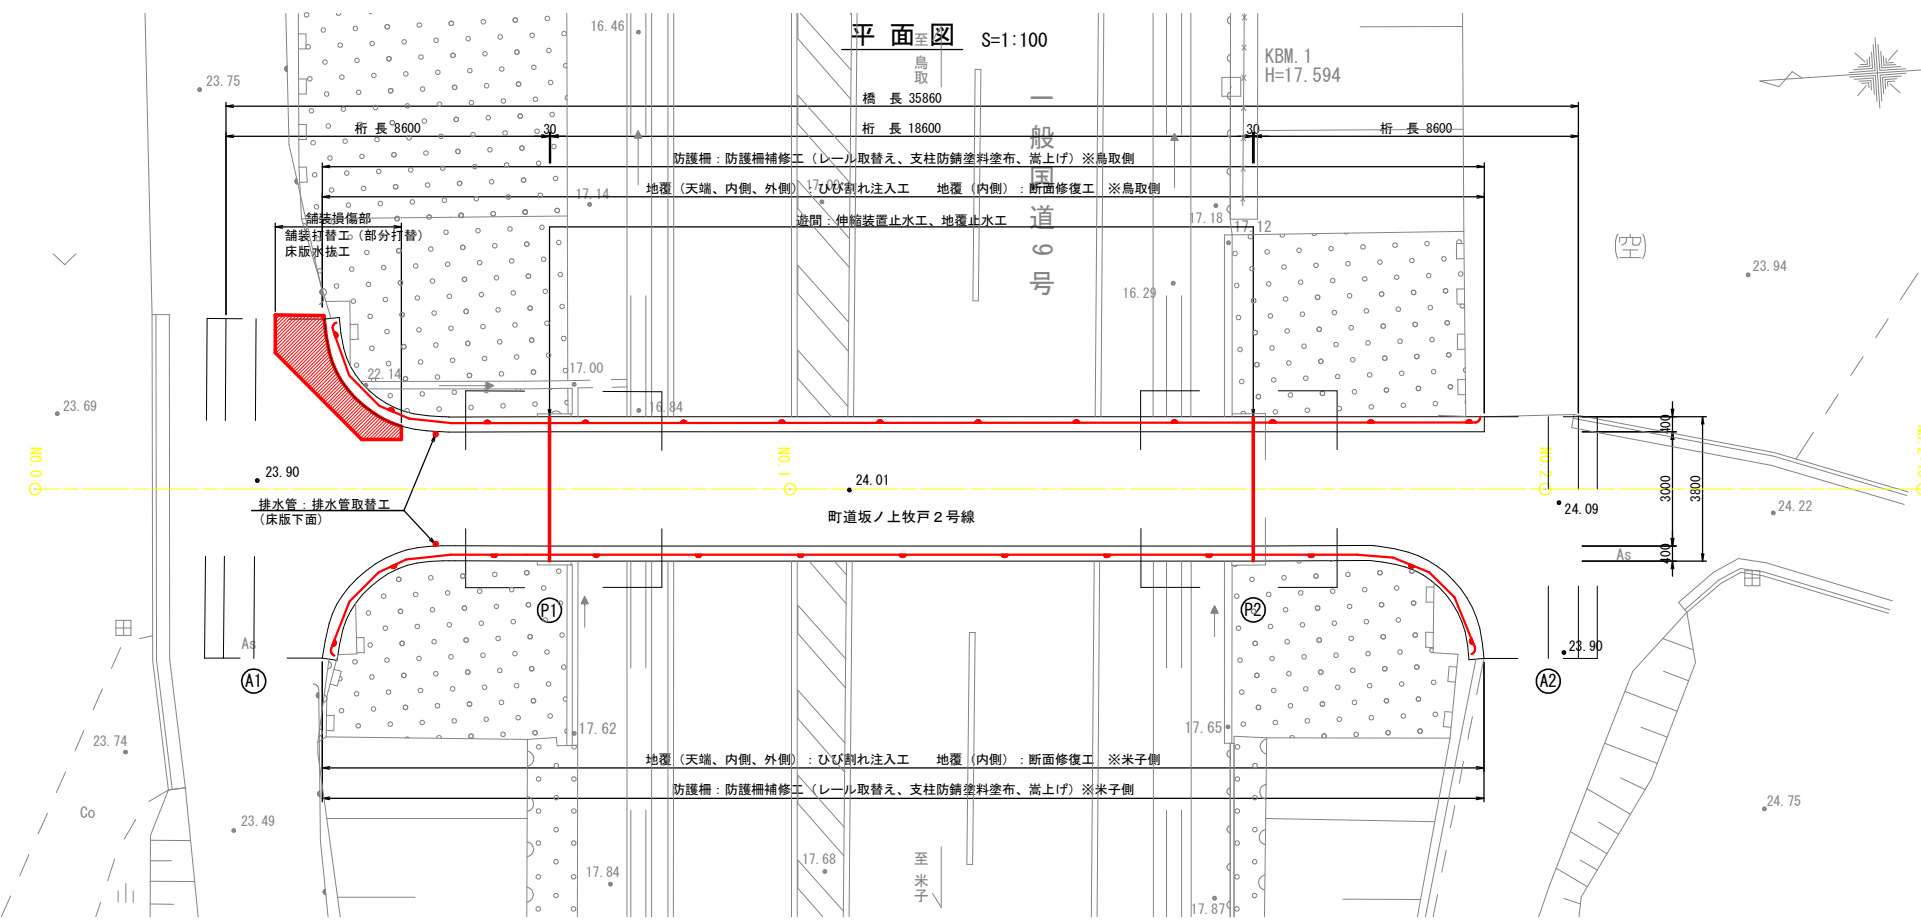 平面図 S=1:100
至 鳥取
16.46
KBM.1
H=17.594
23.75
橋 長 35860
桁 長 8600
30
桁 長 18600
30
桁 長 8600
一般国道6号
防護柵：防護柵補修工（レール取替え、支柱防錆塗料塗布、嵩上げ）※鳥取側
地覆（天端、内側、外側）：ひび割れ注入工 地覆（内側）：断面修復工 ※鳥取側
17.14
17.00
17.18
17.12
舗装損傷部
舗装打替工（部分打替）
床版水抜工
遊間：伸縮装置止水工、地覆止水工
(空)
23.94
16.29
22.14
17.00
16.84
23.69
400
3000
3800
400
NO.0
NO.1
NO.2
23.90
24.01
24.09
24.22
排水管：排水管取替工
（床版下面）
町道坂ノ上牧戸２号線
As
As
P1
P2
A1
A2
23.90
17.62
17.65
23.74
地覆（天端、内側、外側）：ひび割れ注入工 地覆（内側）：断面修復工 ※米子側
防護柵：防護柵補修工（レール取替え、支柱防錆塗料塗布、嵩上げ）※米子側
Co
23.49
24.75
17.68
17.84
至 米子
17.87